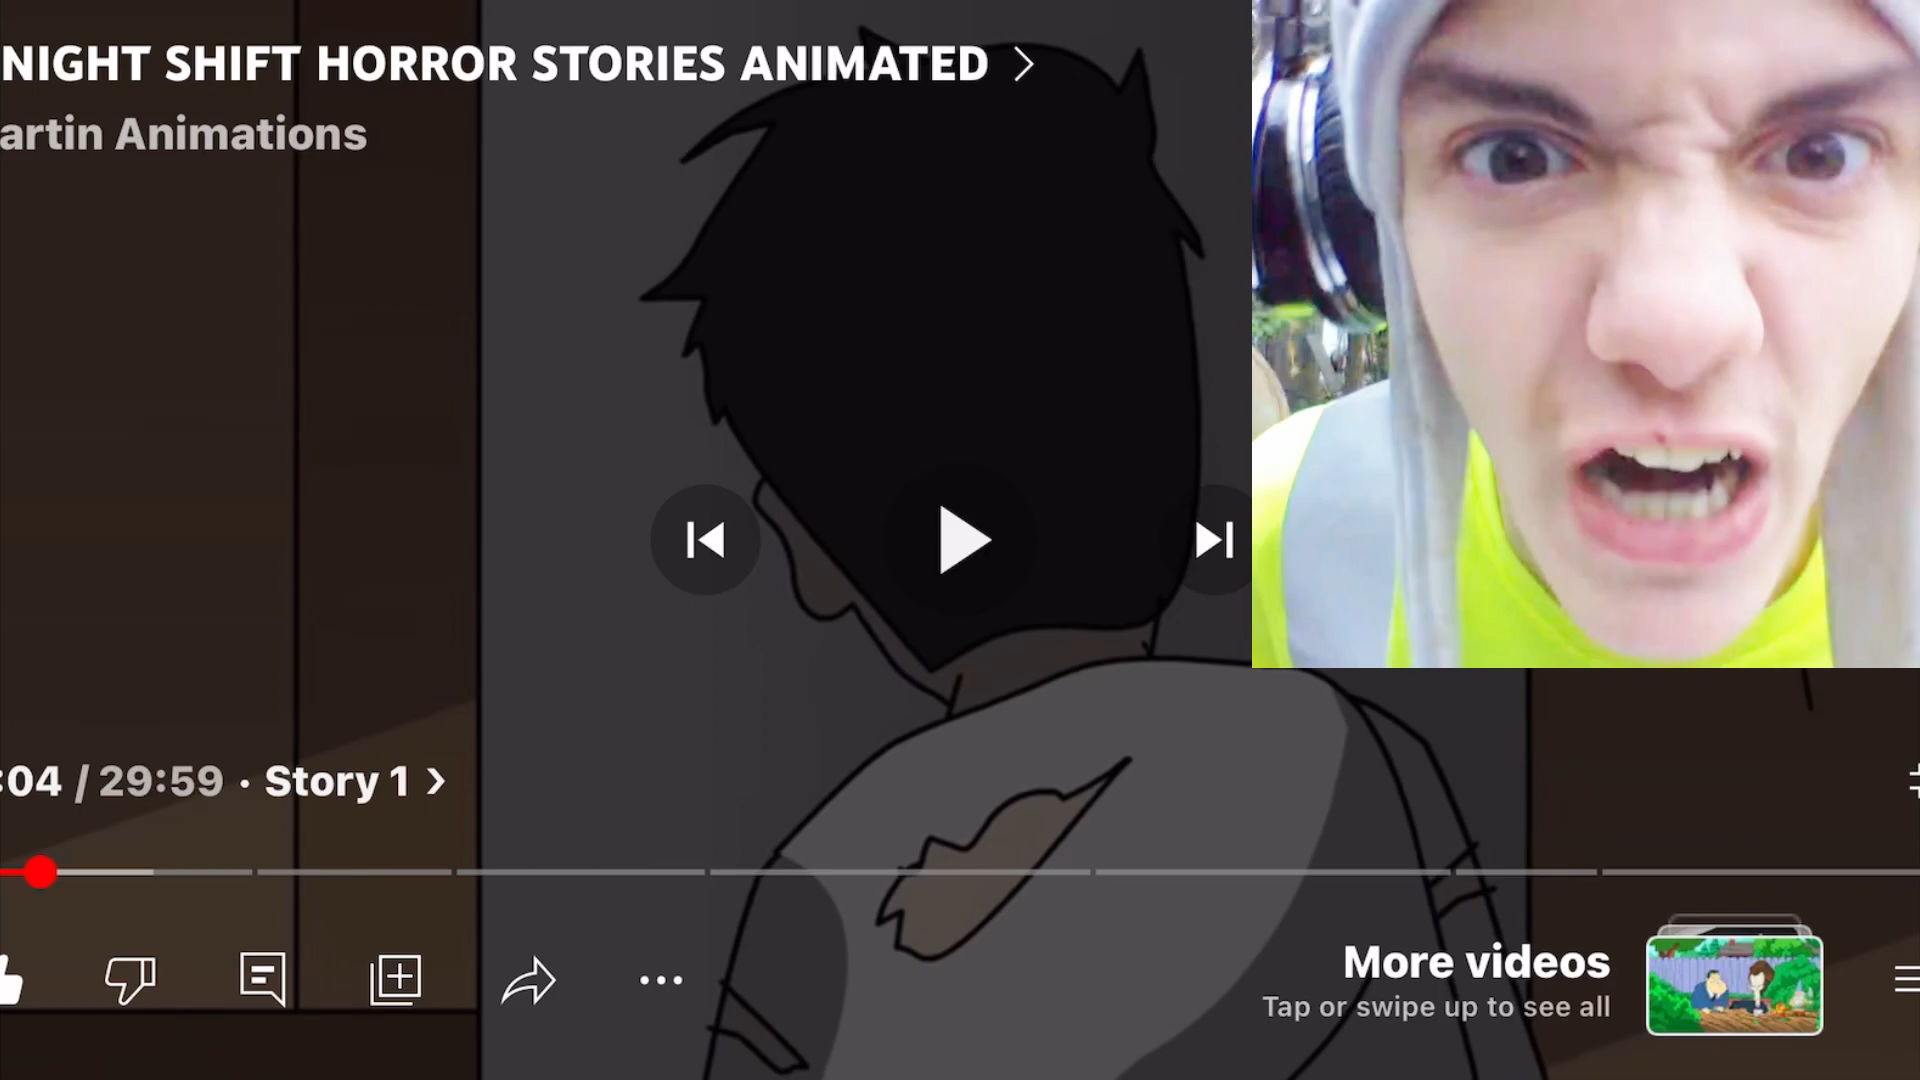 NIGHT SHIFT HORROR STORIES ANIMATED
artin Animations
:04 / 29:59 · Story 1
More videos
Tap or swipe up to see all